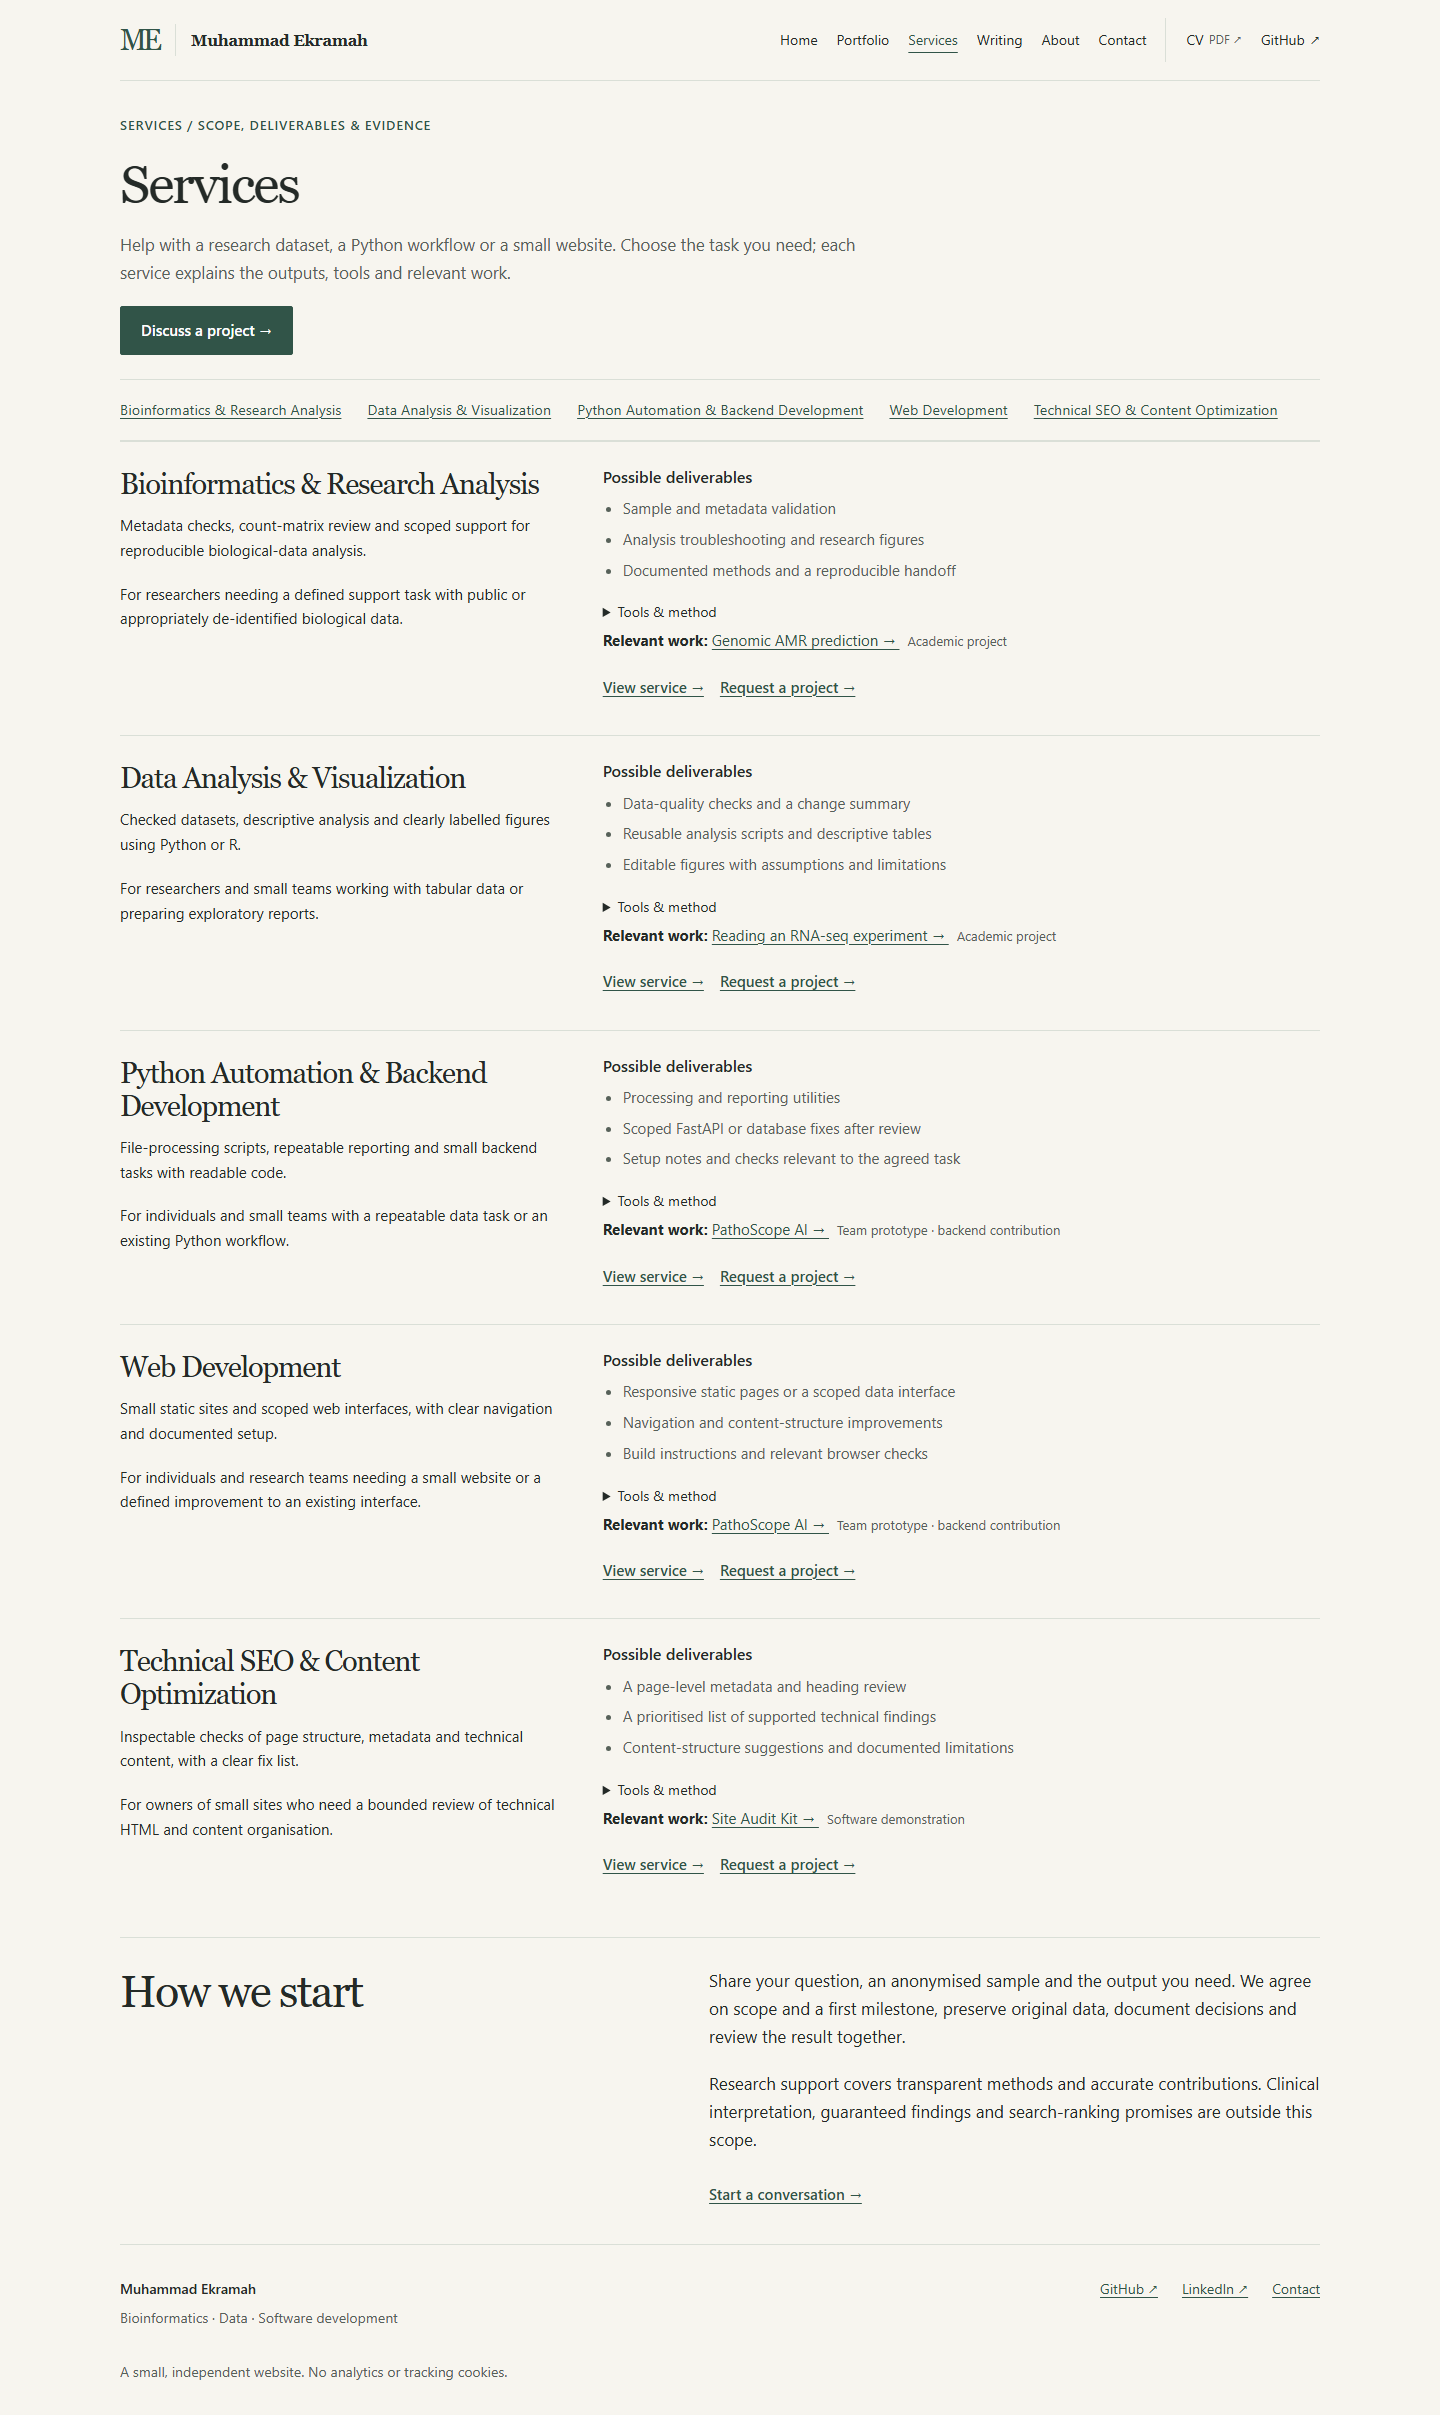 ME
Muhammad Ekramah
Home Portfolio Services Writing About Contact CV PDF ↗ GitHub ↗
SERVICES / SCOPE, DELIVERABLES & EVIDENCE
Services
Help with a research dataset, a Python workflow or a small website. Choose the task you need; each
service explains the outputs, tools and relevant work.
Discuss a project →
Bioinformatics & Research Analysis Data Analysis & Visualization Python Automation & Backend Development Web Development Technical SEO & Content Optimization
Bioinformatics & Research Analysis
Metadata checks, count-matrix review and scoped support for
reproducible biological-data analysis.
For researchers needing a defined support task with public or
appropriately de-identified biological data.
Possible deliverables
• Sample and metadata validation
• Analysis troubleshooting and research figures
• Documented methods and a reproducible handoff
▶ Tools & method
Relevant work: Genomic AMR prediction → Academic project
View service → Request a project →
Data Analysis & Visualization
Checked datasets, descriptive analysis and clearly labelled figures
using Python or R.
For researchers and small teams working with tabular data or
preparing exploratory reports.
Possible deliverables
• Data-quality checks and a change summary
• Reusable analysis scripts and descriptive tables
• Editable figures with assumptions and limitations
▶ Tools & method
Relevant work: Reading an RNA-seq experiment → Academic project
View service → Request a project →
Python Automation & Backend
Development
File-processing scripts, repeatable reporting and small backend
tasks with readable code.
For individuals and small teams with a repeatable data task or an
existing Python workflow.
Possible deliverables
• Processing and reporting utilities
• Scoped FastAPI or database fixes after review
• Setup notes and checks relevant to the agreed task
▶ Tools & method
Relevant work: PathoScope AI → Team prototype · backend contribution
View service → Request a project →
Web Development
Small static sites and scoped web interfaces, with clear navigation
and documented setup.
For individuals and research teams needing a small website or a
defined improvement to an existing interface.
Possible deliverables
• Responsive static pages or a scoped data interface
• Navigation and content-structure improvements
• Build instructions and relevant browser checks
▶ Tools & method
Relevant work: PathoScope AI → Team prototype · backend contribution
View service → Request a project →
Technical SEO & Content
Optimization
Inspectable checks of page structure, metadata and technical
content, with a clear fix list.
For owners of small sites who need a bounded review of technical
HTML and content organisation.
Possible deliverables
• A page-level metadata and heading review
• A prioritised list of supported technical findings
• Content-structure suggestions and documented limitations
▶ Tools & method
Relevant work: Site Audit Kit → Software demonstration
View service → Request a project →
How we start
Share your question, an anonymised sample and the output you need. We agree
on scope and a first milestone, preserve original data, document decisions and
review the result together.
Research support covers transparent methods and accurate contributions. Clinical
interpretation, guaranteed findings and search-ranking promises are outside this
scope.
Start a conversation →
Muhammad Ekramah
Bioinformatics · Data · Software development
GitHub ↗ LinkedIn ↗ Contact
A small, independent website. No analytics or tracking cookies.